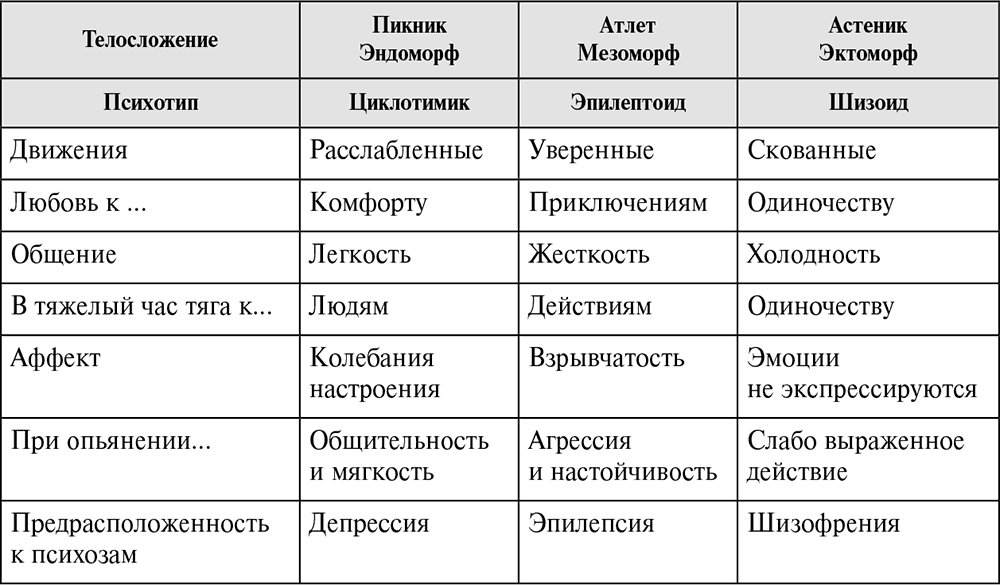 Телосложение
Пикник
Эндоморф
Атлет
Мезоморф
Астеник
Эктоморф
Психотип
Циклотимик
Эпилептоид
Шизоид
Движения
Расслабленные
Уверенные
Скованные
Любовь к ...
Комфорту
Приключениям
Одиночеству
Общение
Легкость
Жесткость
Холодность
В тяжелый час тяга к...
Людям
Действиям
Одиночеству
Аффект
Колебания
настроения
Взрывчатость
Эмоции
не экспрессируются
При опьянении...
Общительность
и мягкость
Агрессия
и настойчивость
Слабо выраженное
действие
Предрасположенность
к психозам
Депрессия
Эпилепсия
Шизофрения